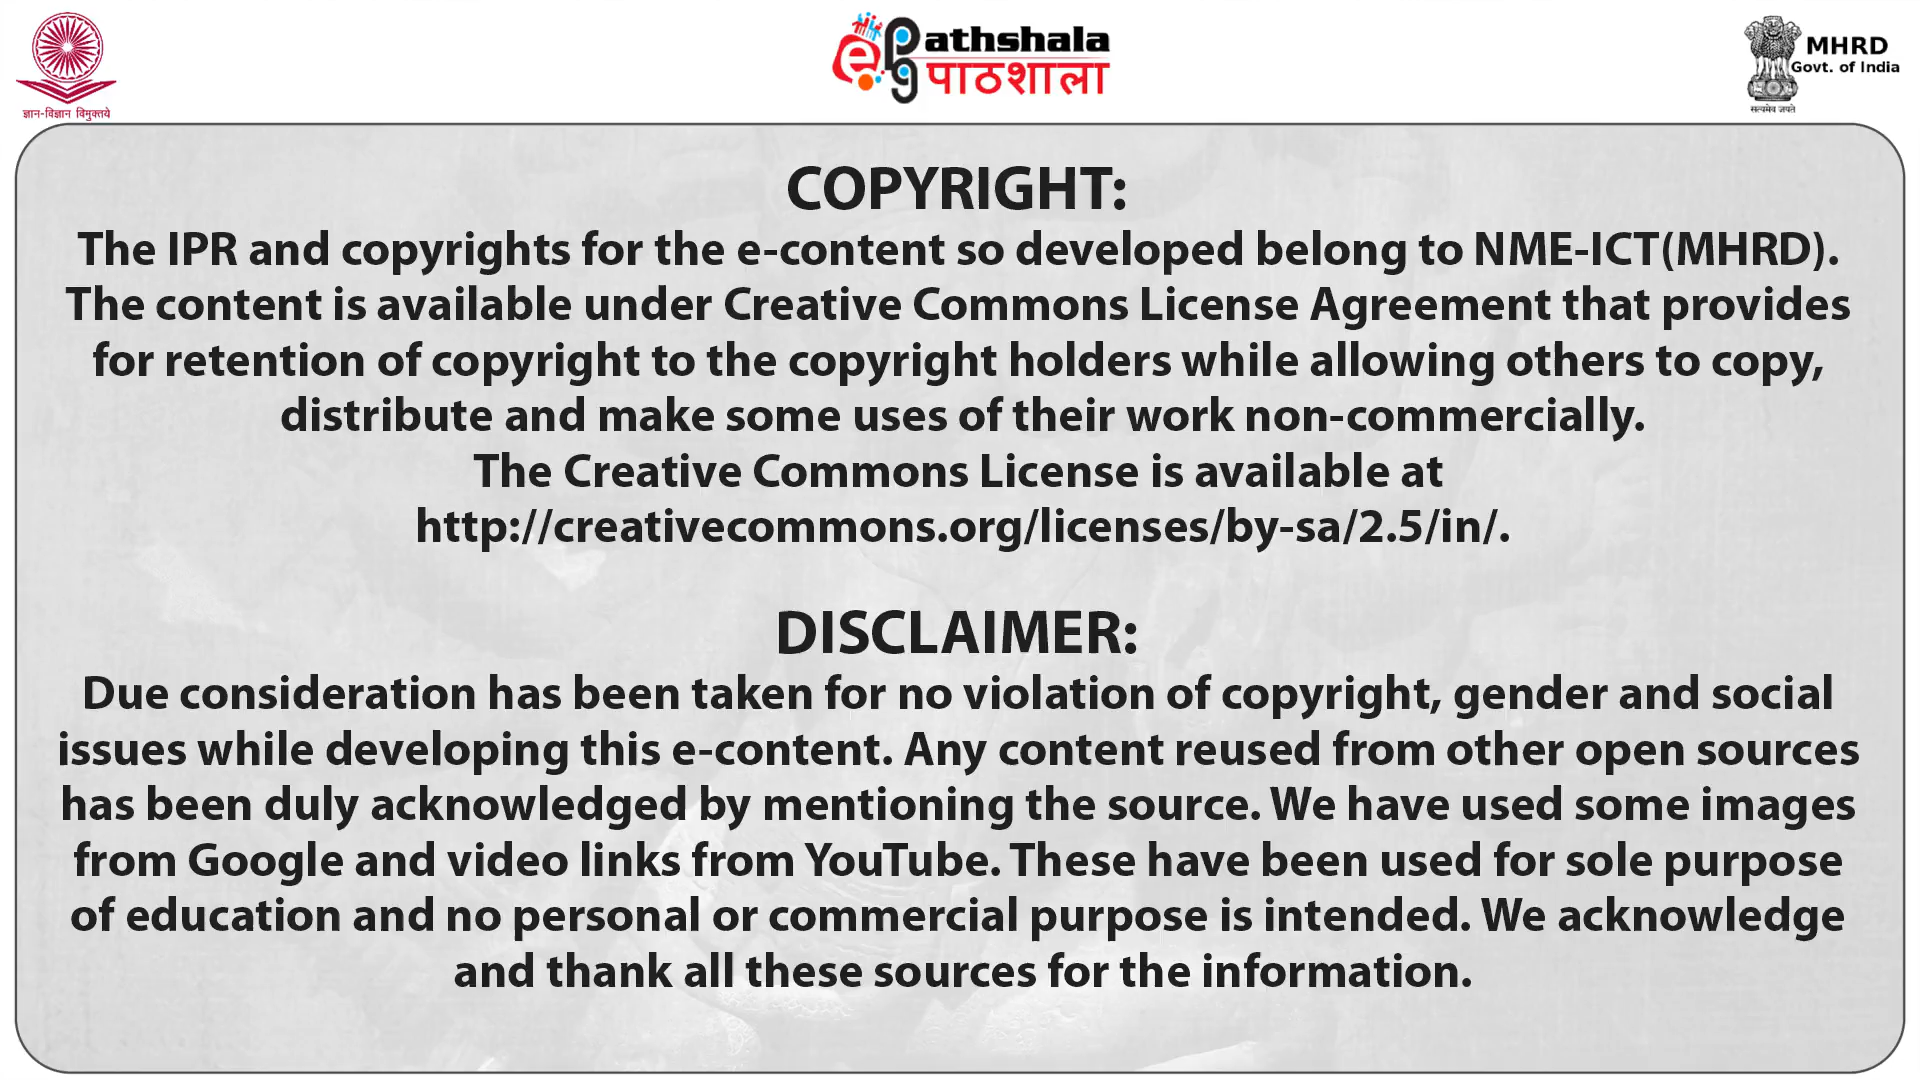 ज्ञान-विज्ञान विमुक्तये
ePG
Pathshala
पाठशाला
MHRD
Govt. of India
सत्यमेव जयते
COPYRIGHT:
The IPR and copyrights for the e-content so developed belong to NME-ICT(MHRD).
The content is available under Creative Commons License Agreement that provides
for retention of copyright to the copyright holders while allowing others to copy,
distribute and make some uses of their work non-commercially.
The Creative Commons License is available at
http://creativecommons.org/licenses/by-sa/2.5/in/.
DISCLAIMER:
Due consideration has been taken for no violation of copyright, gender and social
issues while developing this e-content. Any content reused from other open sources
has been duly acknowledged by mentioning the source. We have used some images
from Google and video links from YouTube. These have been used for sole purpose
of education and no personal or commercial purpose is intended. We acknowledge
and thank all these sources for the information.